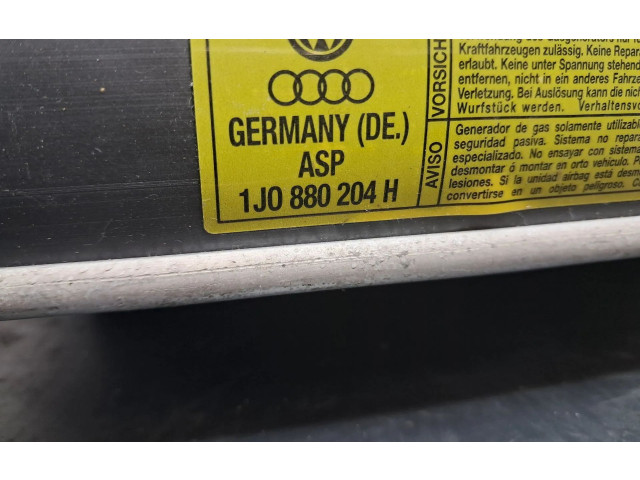 GERMANY (DE.)
ASP
1J0 880 204 H
VORSICH
Kraftfahrzeugen zulässig. Keine Repara
erlaubt. Keine unter Spannung stehend
entfernen, nicht in ein anderes Fahrze
Verletzung. Bei Auslösung kann die nich
Wurfstück werden. Verhaltensvo
AVISO
Generador de gas solamente utilizabl
seguridad pasiva. Sistema no repara
especializado. No ensayar con sistema
desmontar ó montar en otro vehículo. P
lesiones. Si la unidad airbag está desm
convertirse en un objeto peligroso.